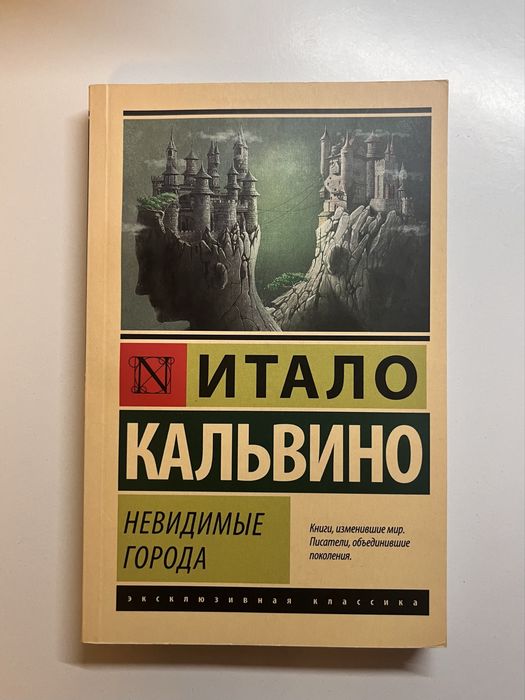 N
ИТАЛО
КАЛЬВИНО
НЕВИДИМЫЕ
ГОРОДА
Книги, изменившие мир.
Писатели, объединившие
поколения.
эксклюзивная классика